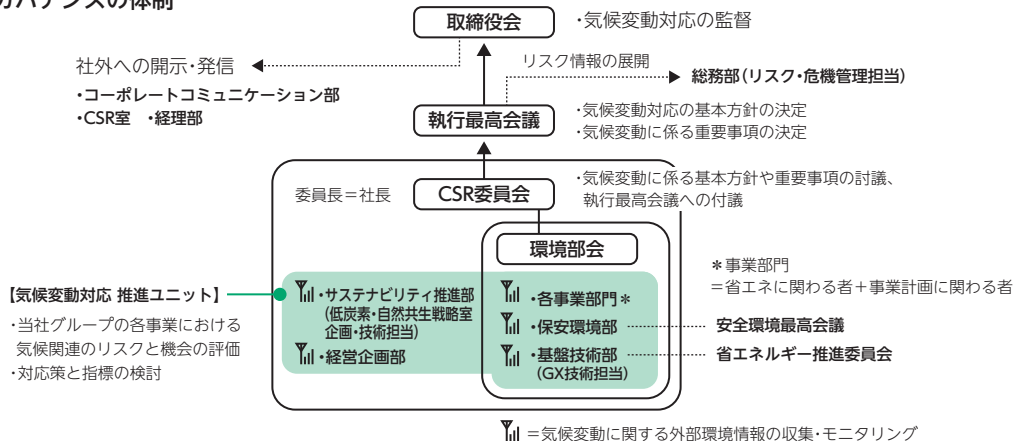 ガバナンスの体制
取締役会
・気候変動対応の監督
社外への開示・発信
・コーポレートコミュニケーション部
・CSR室 ・経理部
リスク情報の展開
総務部（リスク・危機管理担当）
執行最高会議
・気候変動対応の基本方針の決定
・気候変動に係る重要事項の決定
委員長＝社長
CSR委員会
・気候変動に係る基本方針や重要事項の討議、
執行最高会議への付議
環境部会
＊事業部門
＝省エネに関わる者＋事業計画に関わる者
【気候変動対応 推進ユニット】
・当社グループの各事業における
気候関連のリスクと機会の評価
・対応策と指標の検討
・サステナビリティ推進部
（低炭素・自然共生戦略室
企画・技術担当）
・経営企画部
・各事業部門＊
・保安環境部
・基盤技術部
（GX技術担当）
安全環境最高会議
省エネルギー推進委員会
＝気候変動に関する外部環境情報の収集・モニタリング